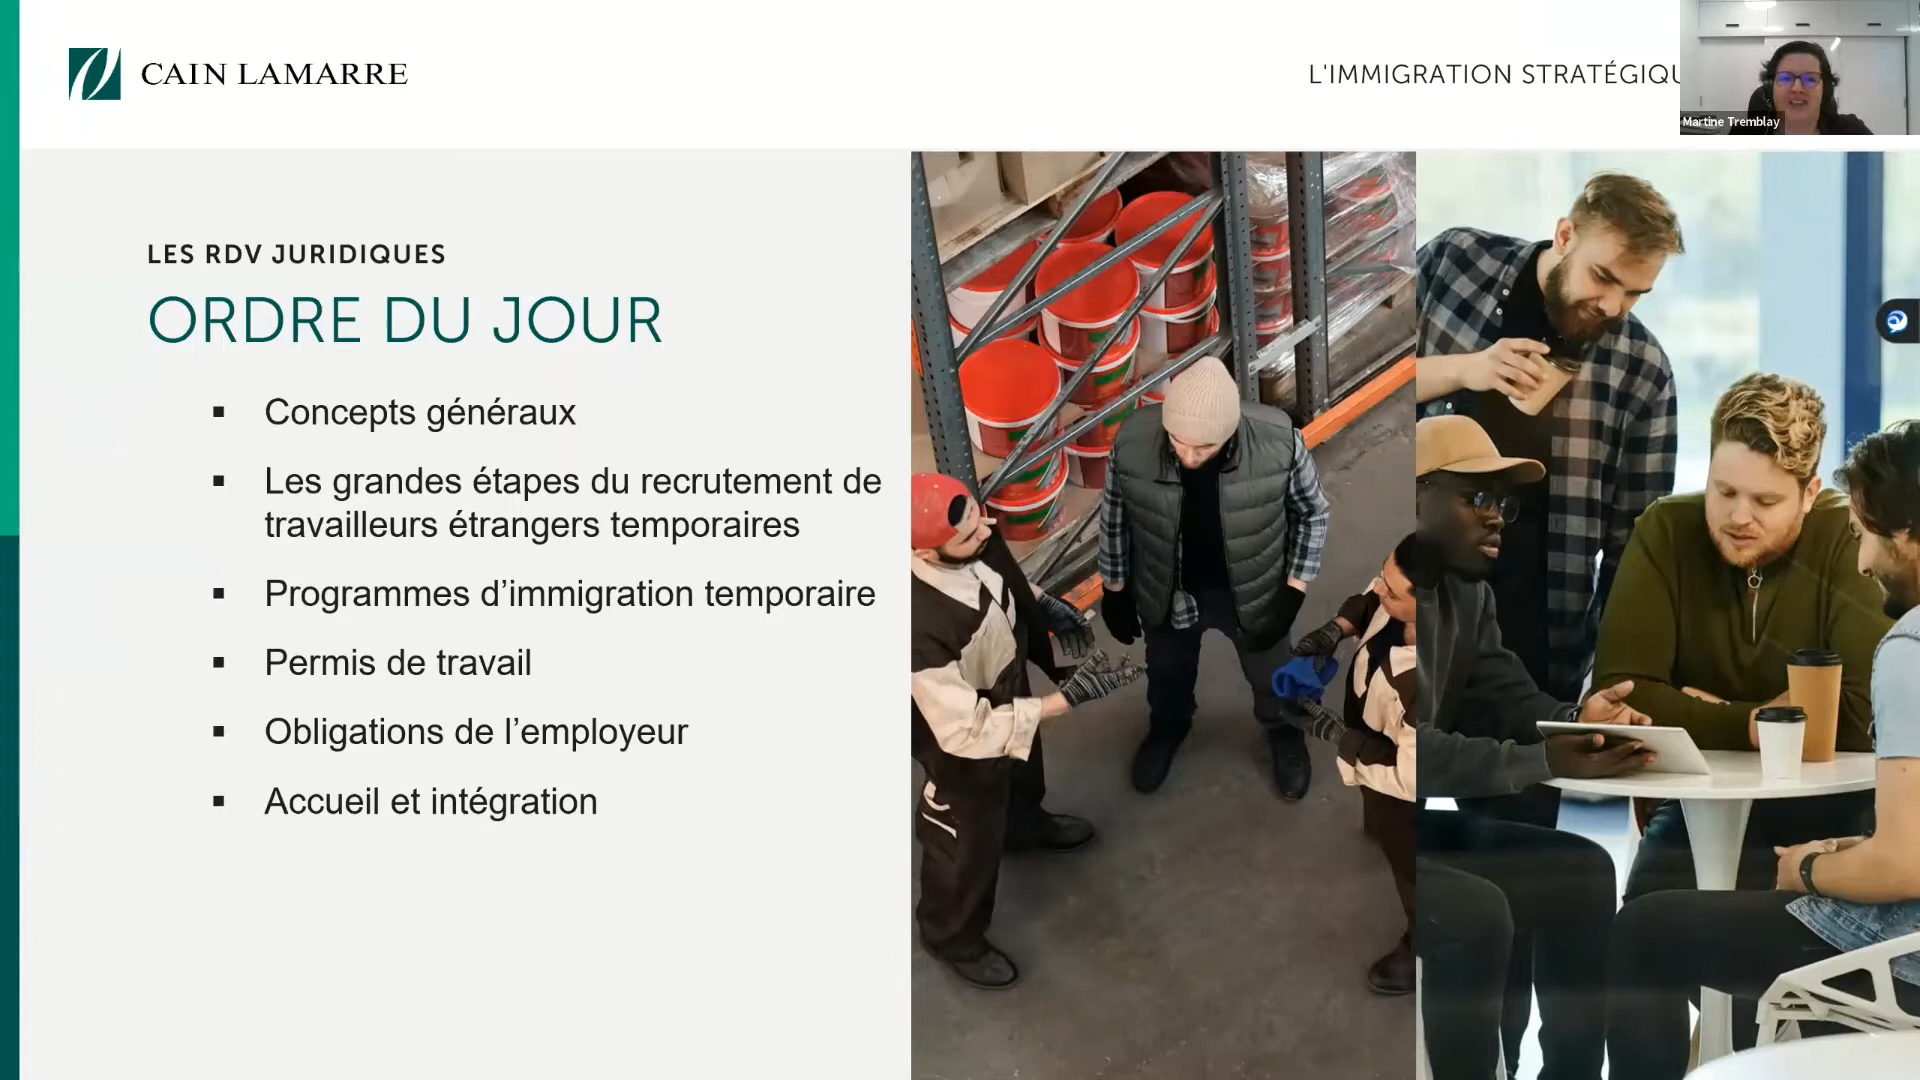 CAIN LAMARRE
L'IMMIGRATION STRATÉGIQU
Martine Tremblay
LES RDV JURIDIQUES
ORDRE DU JOUR
▪ Concepts généraux
▪ Les grandes étapes du recrutement de
travailleurs étrangers temporaires
▪ Programmes d’immigration temporaire
▪ Permis de travail
▪ Obligations de l’employeur
▪ Accueil et intégration